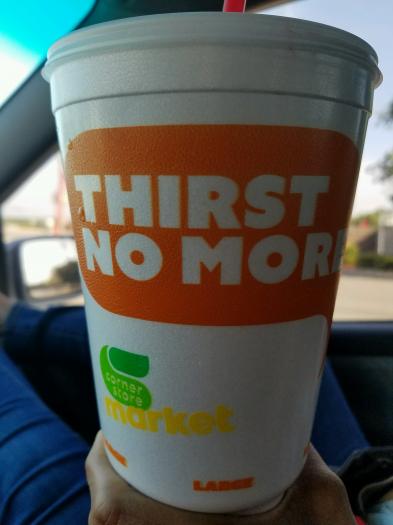 THIRST
NO MORE
corner
store
market
LARGE